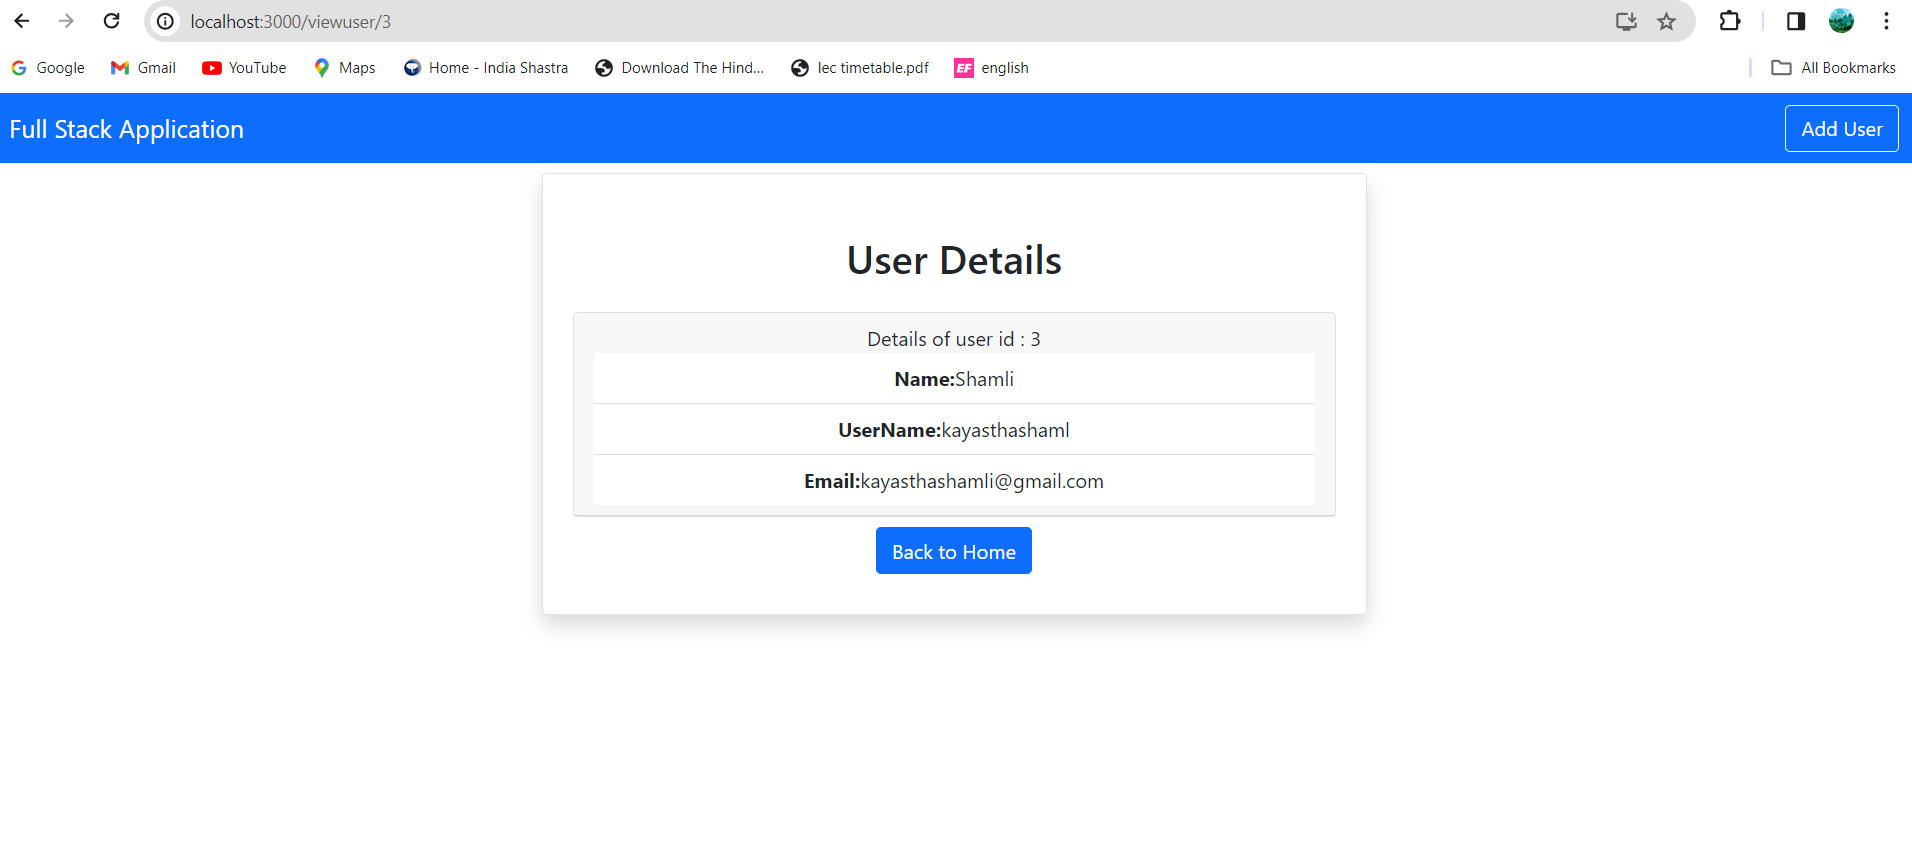 localhost:3000/viewuser/3
Google Gmail YouTube Maps Home - India Shastra Download The Hind... lec timetable.pdf EF english All Bookmarks
Full Stack Application Add User
User Details
Details of user id : 3
Name:Shamli
UserName:kayasthashaml
Email:kayasthashamli@gmail.com
Back to Home